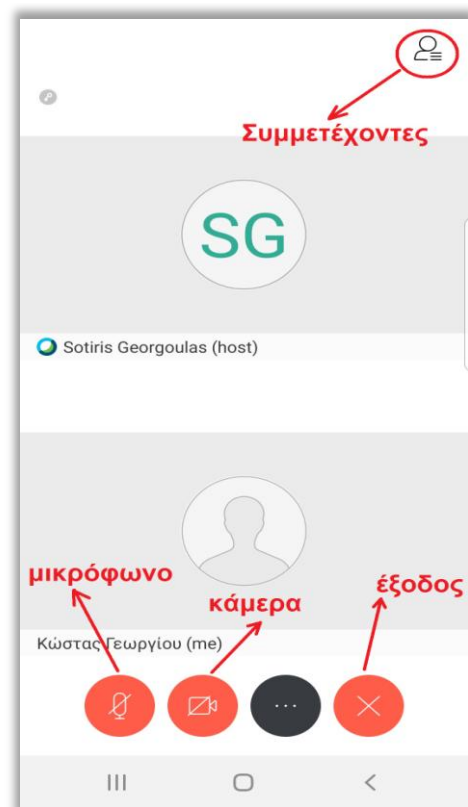 Συμμετέχοντες
SG
Sotiris Georgoulas (host)
μικρόφωνο
κάμερα
έξοδος
Κώστας Γεωργίου (me)